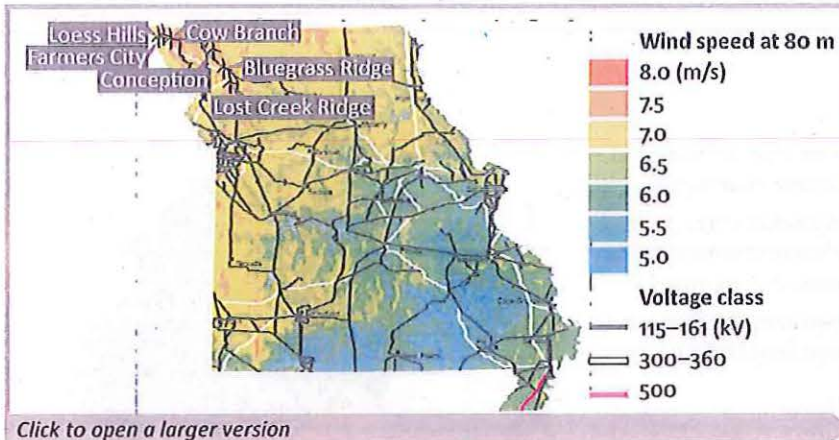 Loess Hills
Cow Branch
Farmers City
Conception
Bluegrass Ridge
Lost Creek Ridge
Wind speed at 80 m
8.0 (m/s)
7.5
7.0
6.5
6.0
5.5
5.0
Voltage class
115–161 (kV)
300–360
500
Click to open a larger version